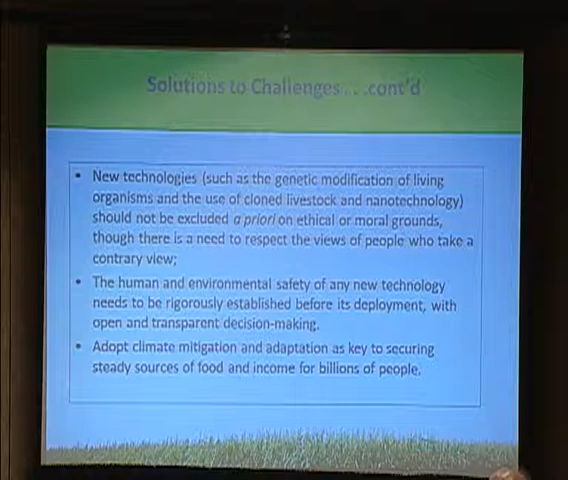 Solutions to Challenges. . .cont'd
• New technologies (such as the genetic modification of living
organisms and the use of cloned livestock and nanotechnology)
should not be excluded a priori on ethical or moral grounds,
though there is a need to respect the views of people who take a
contrary view;
• The human and environmental safety of any new technology
needs to be rigorously established before its deployment, with
open and transparent decision-making.
• Adopt climate mitigation and adaptation as key to securing
steady sources of food and income for billions of people.